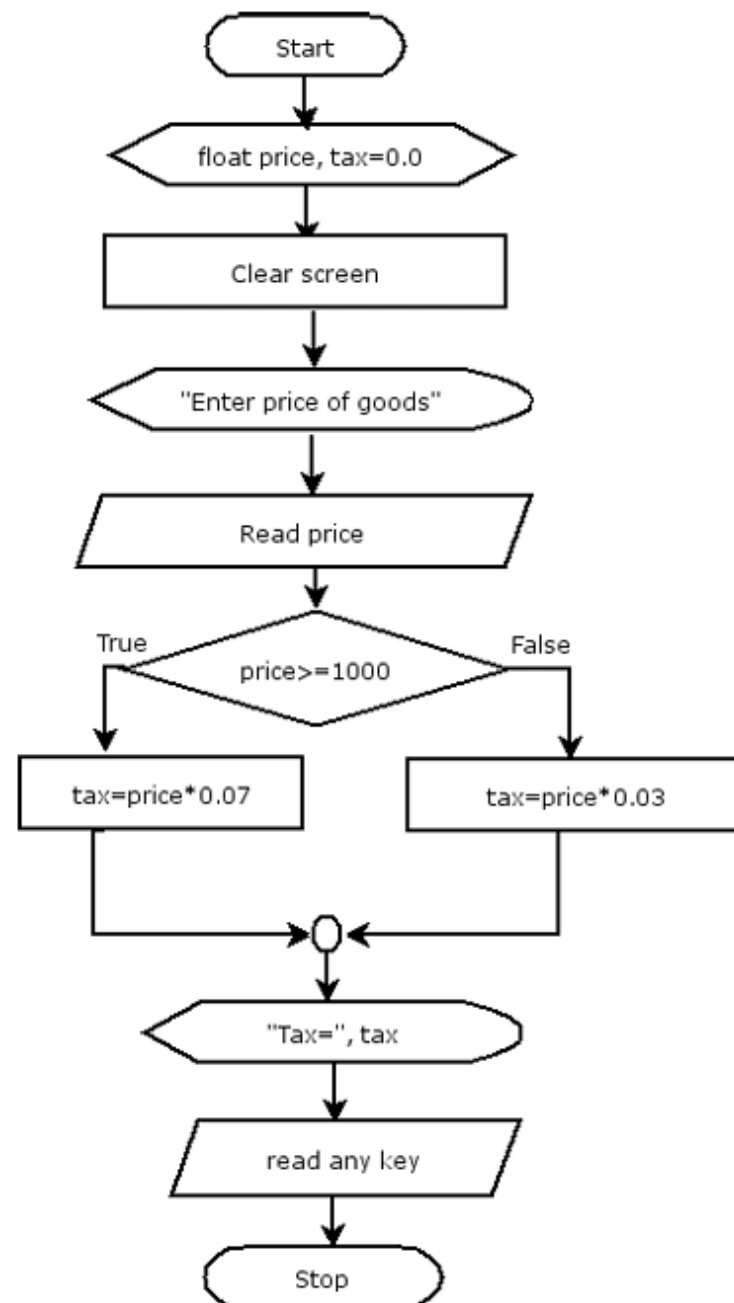 Start
float price, tax=0.0
Clear screen
"Enter price of goods"
Read price
True
False
price>=1000
tax=price*0.07
tax=price*0.03
"Tax=", tax
read any key
Stop